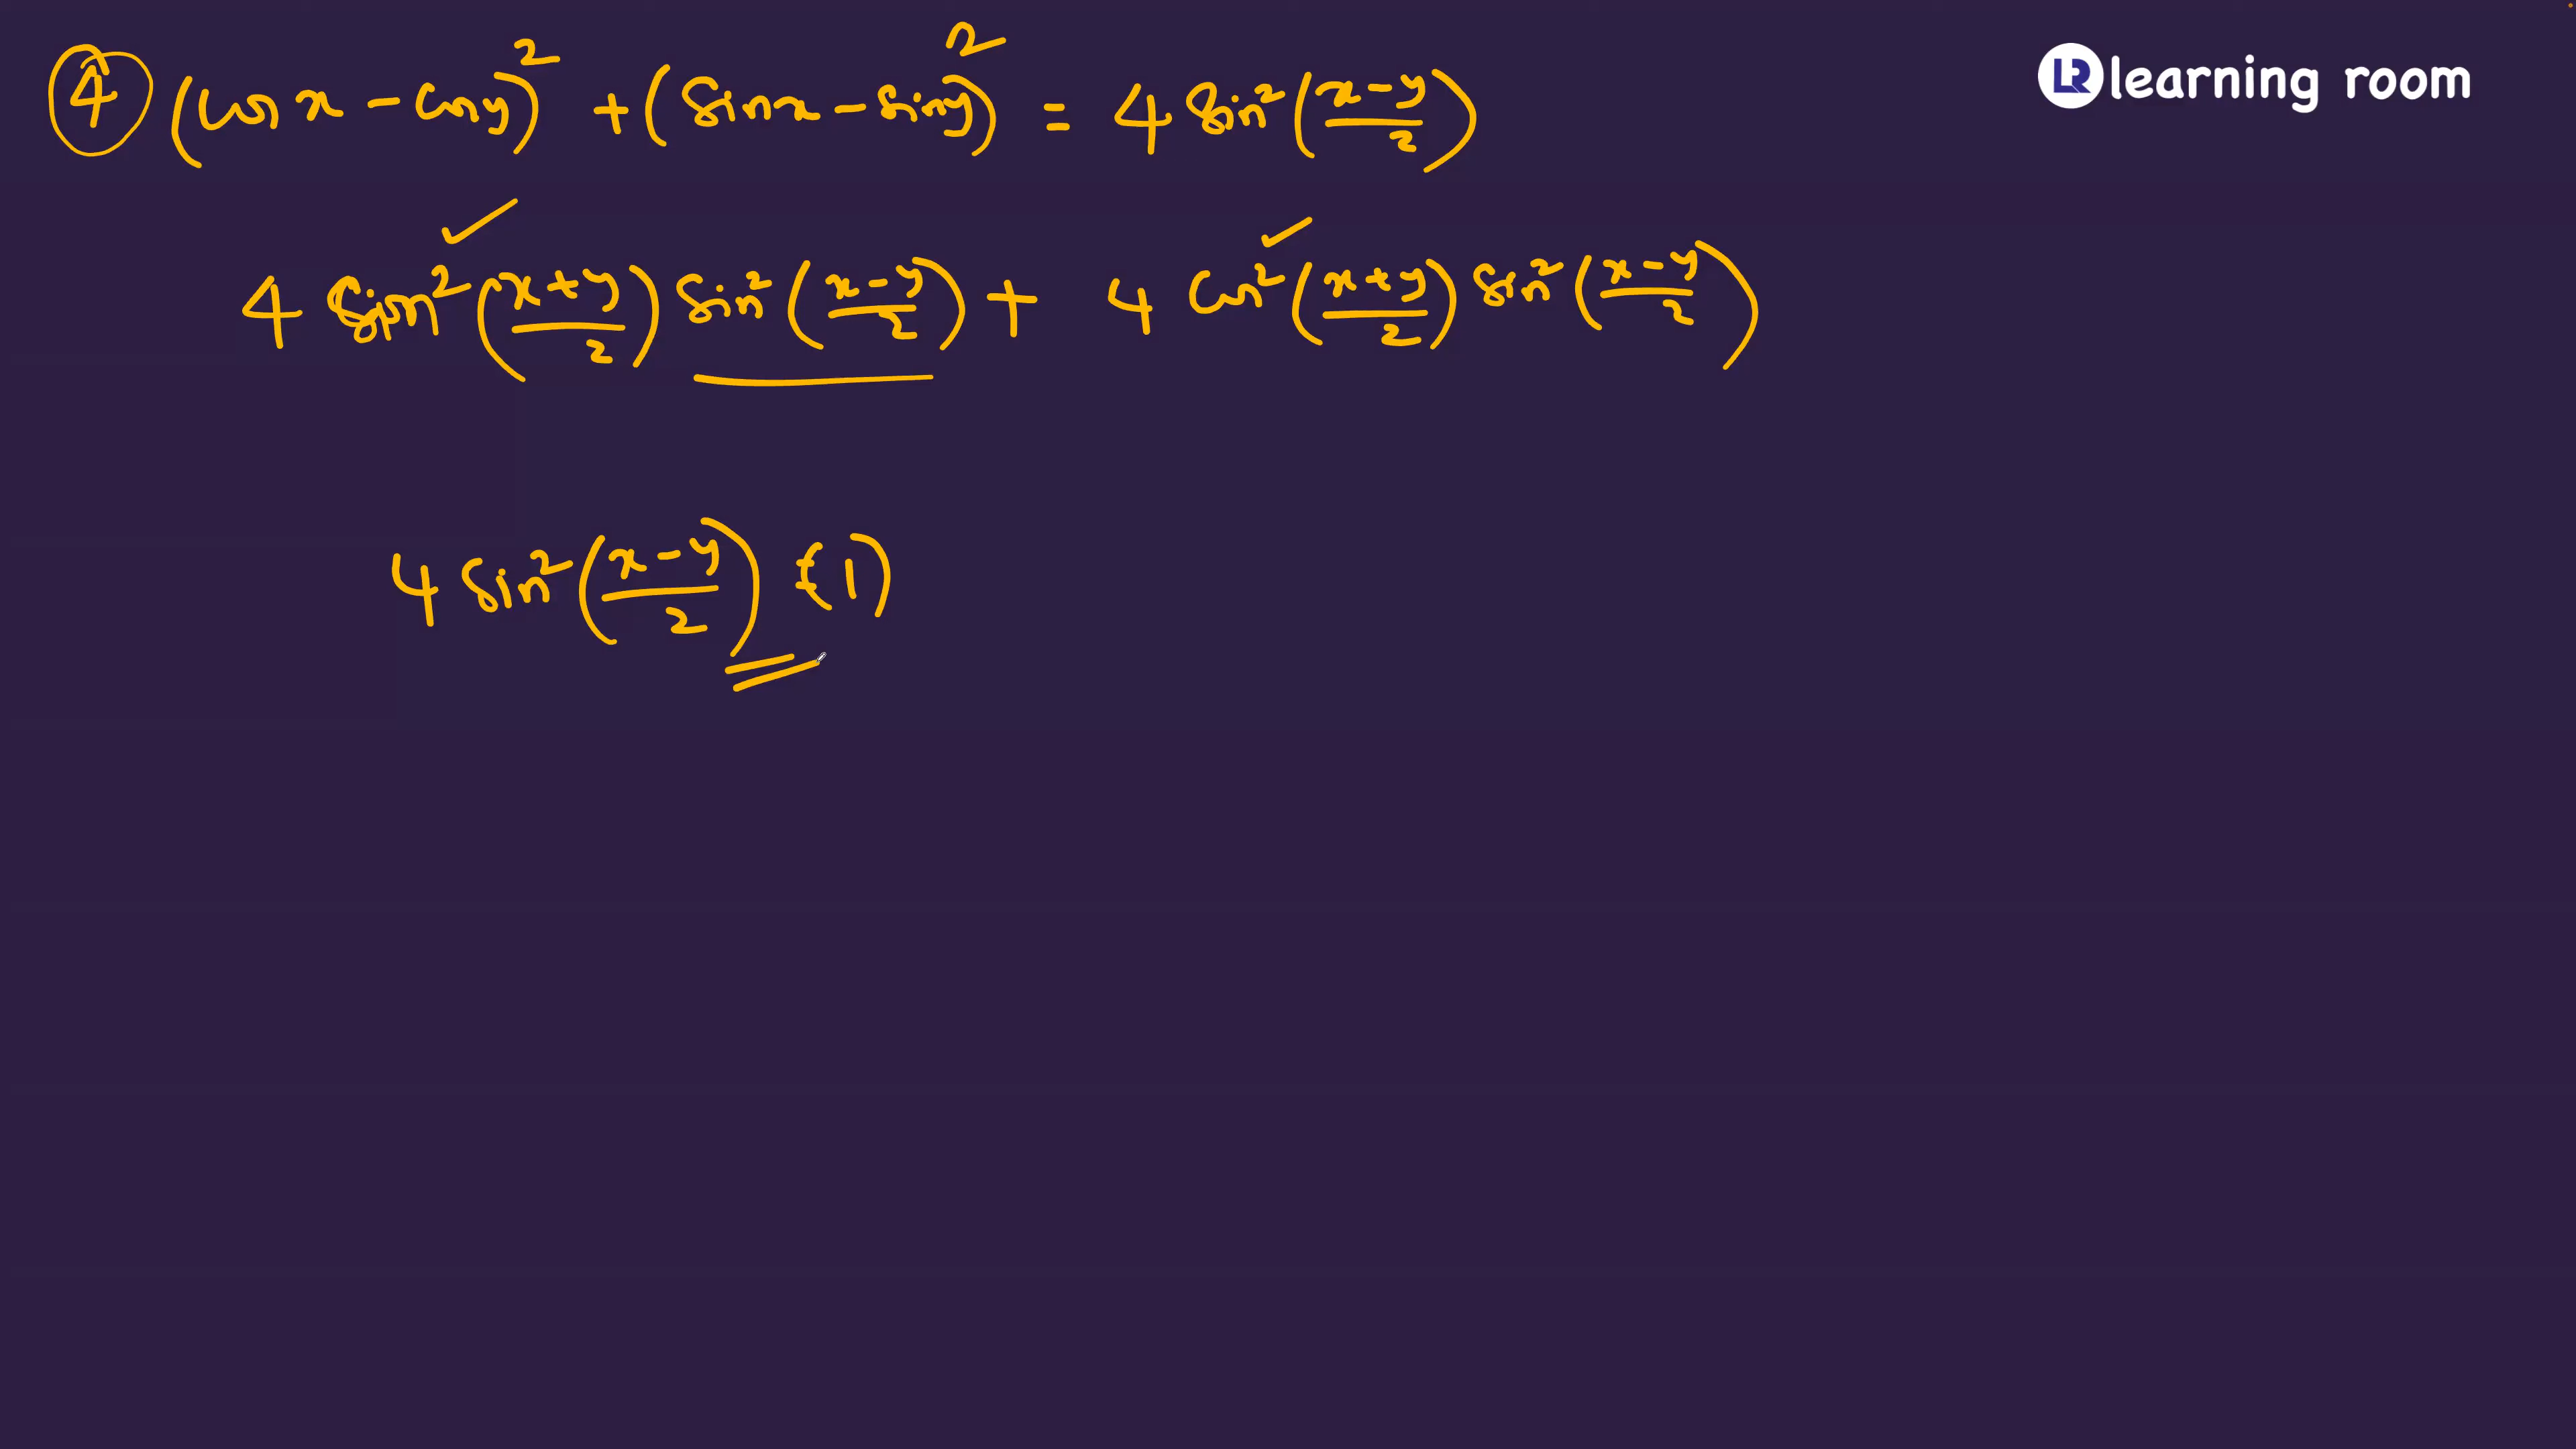 ④ (cos x - cos y)² + (sin x - sin y)² = 4 sin² ((x-y)/2)
LR learning room
4 sin² ((x+y)/2) sin² ((x-y)/2) + 4 cos² ((x+y)/2) sin² ((x-y)/2)
4 sin² ((x-y)/2) (1)